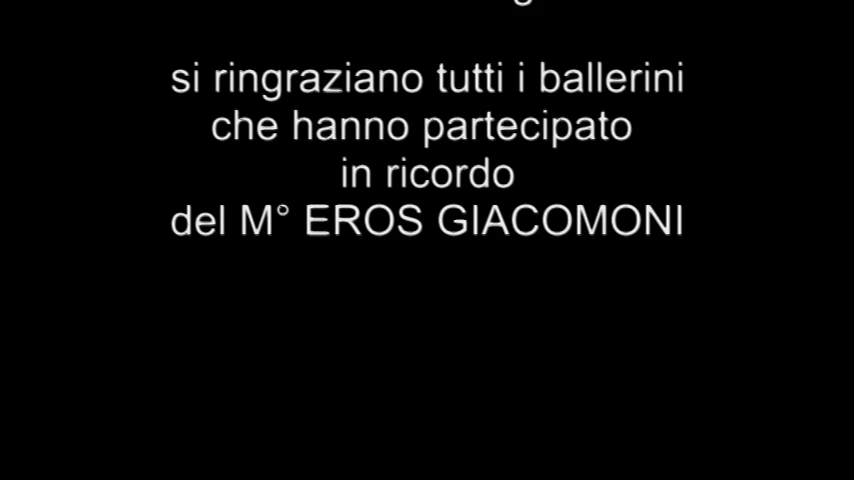 si ringraziano tutti i ballerini
che hanno partecipato
in ricordo
del M° EROS GIACOMONI